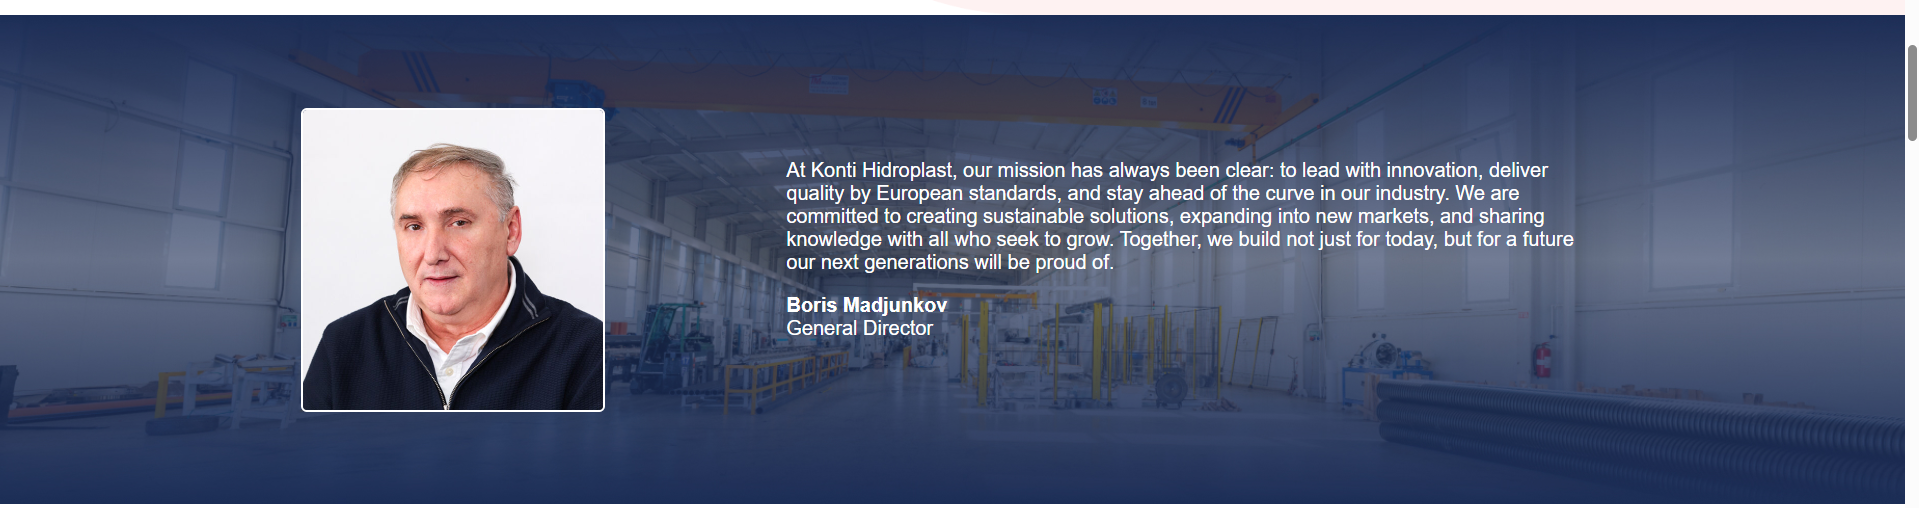 At Konti Hidroplast, our mission has always been clear: to lead with innovation, deliver
quality by European standards, and stay ahead of the curve in our industry. We are
committed to creating sustainable solutions, expanding into new markets, and sharing
knowledge with all who seek to grow. Together, we build not just for today, but for a future
our next generations will be proud of.
Boris Madjunkov
General Director